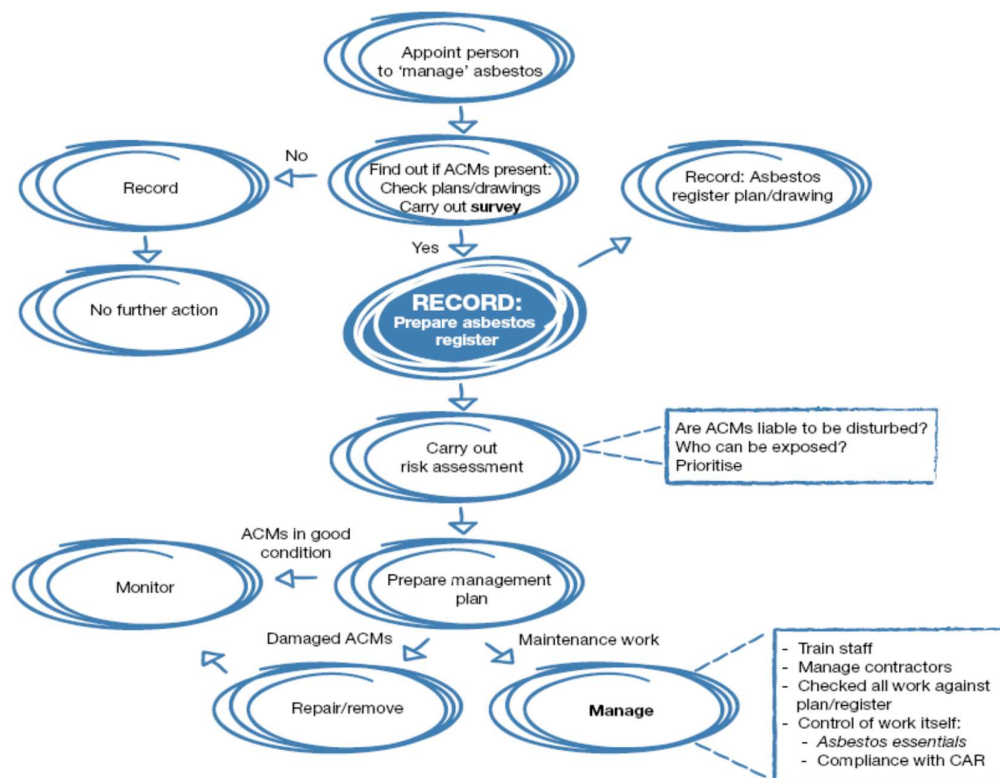 Appoint person
to ‘manage’ asbestos
No
Find out if ACMs present:
Check plans/drawings
Carry out survey
Record
Record: Asbestos
register plan/drawing
Yes
No further action
RECORD:
Prepare asbestos
register
Carry out
risk assessment
Are ACMs liable to be disturbed?
Who can be exposed?
Prioritise
ACMs in good
condition
Monitor
Prepare management
plan
Damaged ACMs
Maintenance work
Repair/remove
Manage
- Train staff
- Manage contractors
- Checked all work against
plan/register
- Control of work itself:
- Asbestos essentials
- Compliance with CAR